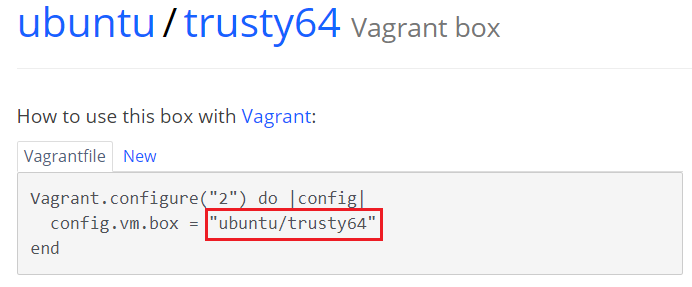 ubuntu/trusty64 Vagrant box
How to use this box with Vagrant:
Vagrantfile New
Vagrant.configure("2") do |config|
  config.vm.box = "ubuntu/trusty64"
end